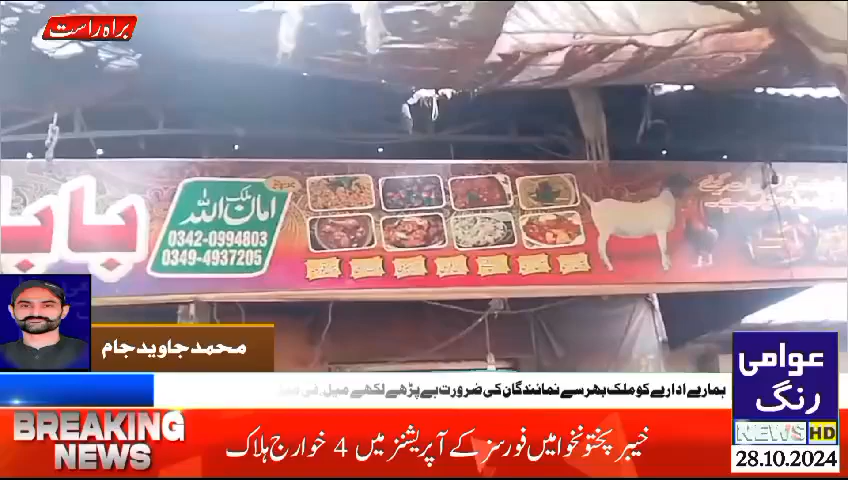 براہ راست
بابا
ملک
امان اللہ
0342-0994803
0349-4937205
محمد جاوید جام
ہمارے ادارے کو ملک بھر سے نمائندگان کی ضرورت ہے پڑھے لکھے میل، فی
عوامی
رنگ
NEWS HD
28.10.2024
BREAKING
NEWS
خیبر پختونخوا میں فورسز کے آپریشنز میں 4 خوارج ہلاک